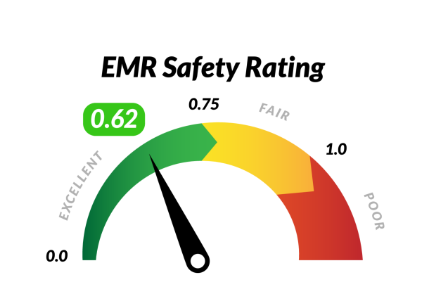 EMR Safety Rating
0.62
0.75
FAIR
1.0
EXCELLENT
POOR
0.0